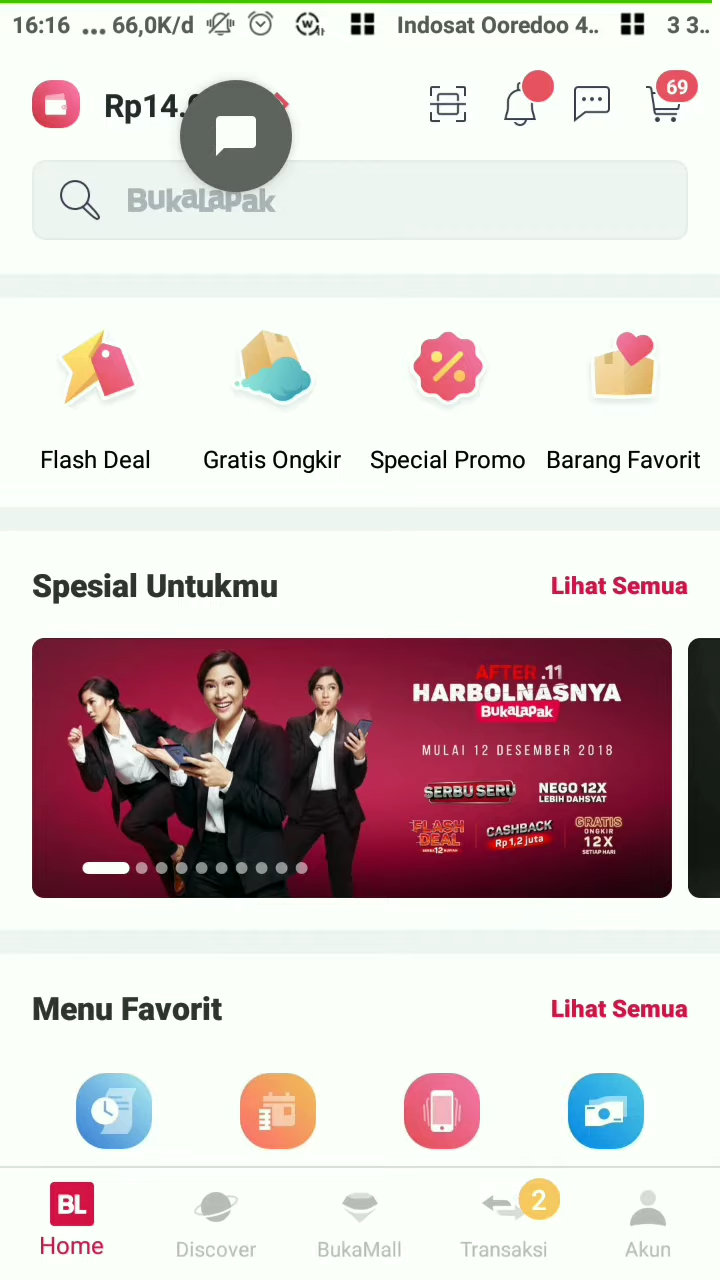 16:16 ... 66,0K/d
Indosat Ooredoo 4..
3 3..
Rp14.
69
BukaLapak
Flash Deal
Gratis Ongkir
Special Promo
Barang Favorit
Spesial Untukmu
Lihat Semua
AFTER .11
HARBOLNASNYA
BukaLapak
MULAI 12 DESEMBER 2018
SERBU SERU
NEGO 12X
LEBIH DAHSYAT
FLASH
DEAL
CASHBACK
Rp1,2 juta
GRATIS
ONGKIR
12X
SETIAP HARI
Menu Favorit
Lihat Semua
BL
2
Home
Discover
BukaMall
Transaksi
Akun